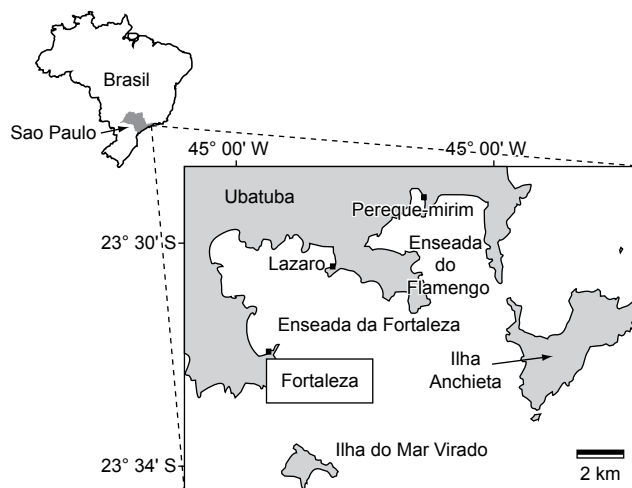 Brasil
Sao Paulo
45° 00' W
45° 00' W
Ubatuba
Pereque-mirim
23° 30' S
Lazaro
Enseada
do
Flamengo
Enseada da Fortaleza
Ilha
Anchieta
Fortaleza
Ilha do Mar Virado
23° 34' S
2 km